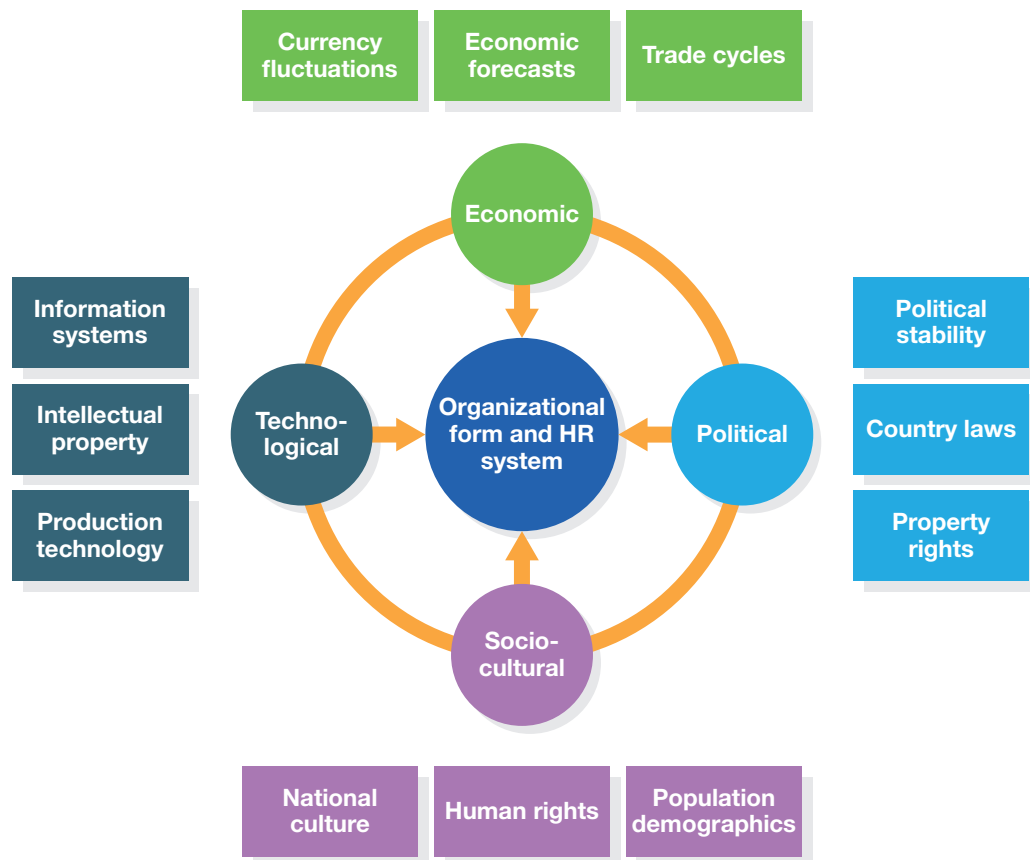 Currency
fluctuations
Economic
forecasts
Trade cycles
Economic
Information
systems
Intellectual
property
Production
technology
Techno-
logical
Organizational
form and HR
system
Political
Political
stability
Country laws
Property
rights
Socio-
cultural
National
culture
Human rights
Population
demographics